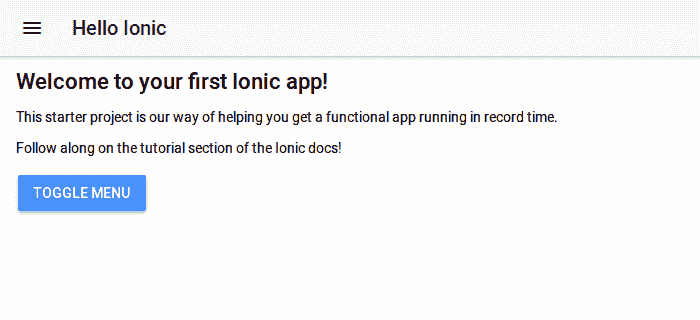 Hello Ionic
Welcome to your first Ionic app!
This starter project is our way of helping you get a functional app running in record time.
Follow along on the tutorial section of the Ionic docs!
TOGGLE MENU